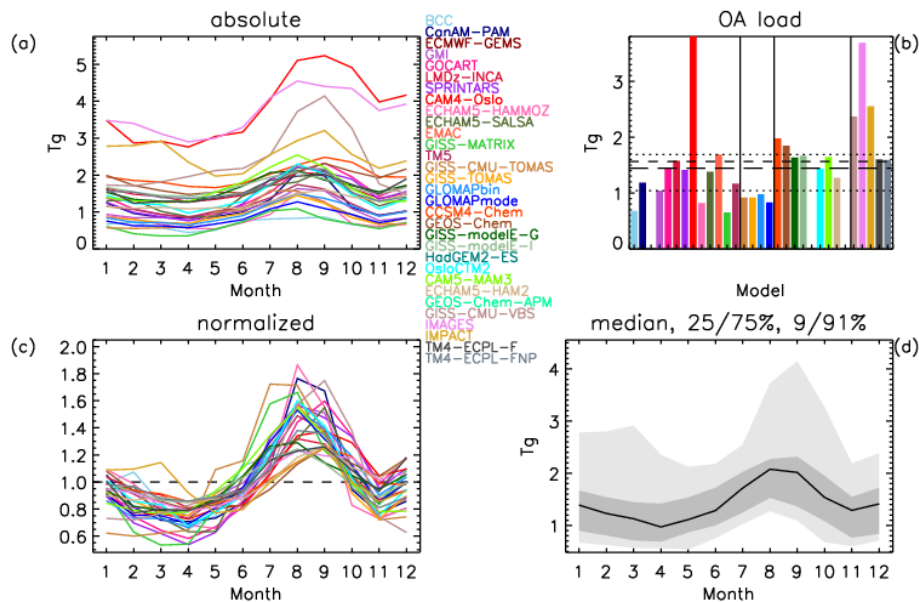 absolute
(a)
Tg
5
4
3
2
1
0
1 2 3 4 5 6 7 8 9 10 11 12
Month
BCC
CanAM-PAM
ECMWF-GEMS
GMI
GOCART
LMDz-INCA
SPRINTARS
CAM4-Oslo
ECHAM5-HAMMOZ
ECHAM5-SALSA
EMAC
GISS-MATRIX
TM5
GISS-CMU-TOMAS
GISS-TOMAS
GLOMAPbin
GLOMAPmode
CCSM4-Chem
GEOS-Chem
GISS-modelE-G
GISS-modelE-I
HadGEM2-ES
OsloCTM2
CAM5-MAM3
ECHAM5-HAM2
GEOS-Chem-APM
GISS-CMU-VBS
IMAGES
IMPACT
TM4-ECPL-F
TM4-ECPL-FNP
OA load
(b)
Tg
3
2
1
0
Model
normalized
(c)
2.0
1.8
1.6
1.4
1.2
1.0
0.8
0.6
1 2 3 4 5 6 7 8 9 10 11 12
Month
median, 25/75%, 9/91%
(d)
Tg
4
3
2
1
1 2 3 4 5 6 7 8 9 10 11 12
Month